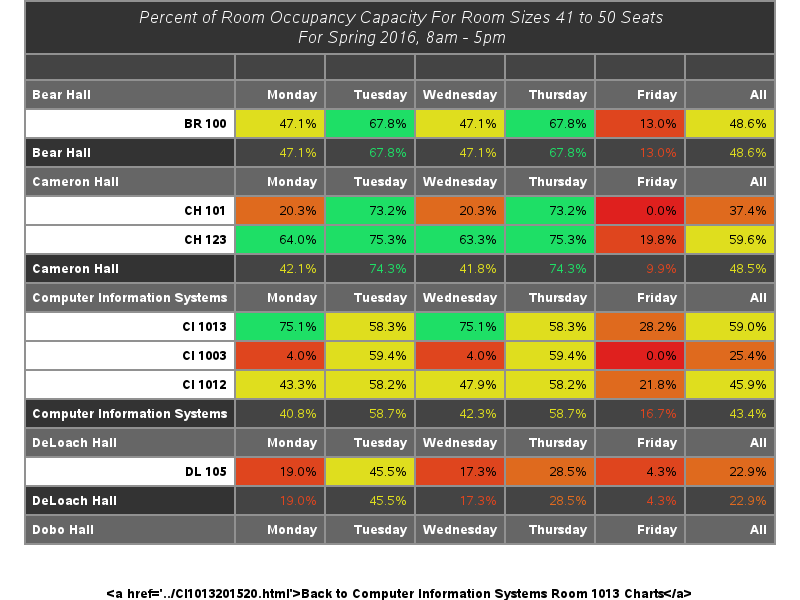 Percent of Room Occupancy Capacity For Room Sizes 41 to 50 Seats
For Spring 2016, 8am - 5pm
Bear Hall Monday Tuesday Wednesday Thursday Friday All
BR 100 47.1% 67.8% 47.1% 67.8% 13.0% 48.6%
Bear Hall 47.1% 67.8% 47.1% 67.8% 13.0% 48.6%
Cameron Hall Monday Tuesday Wednesday Thursday Friday All
CH 101 20.3% 73.2% 20.3% 73.2% 0.0% 37.4%
CH 123 64.0% 75.3% 63.3% 75.3% 19.8% 59.6%
Cameron Hall 42.1% 74.3% 41.8% 74.3% 9.9% 48.5%
Computer Information Systems Monday Tuesday Wednesday Thursday Friday All
CI 1013 75.1% 58.3% 75.1% 58.3% 28.2% 59.0%
CI 1003 4.0% 59.4% 4.0% 59.4% 0.0% 25.4%
CI 1012 43.3% 58.2% 47.9% 58.2% 21.8% 45.9%
Computer Information Systems 40.8% 58.7% 42.3% 58.7% 16.7% 43.4%
DeLoach Hall Monday Tuesday Wednesday Thursday Friday All
DL 105 19.0% 45.5% 17.3% 28.5% 4.3% 22.9%
DeLoach Hall 19.0% 45.5% 17.3% 28.5% 4.3% 22.9%
Dobo Hall Monday Tuesday Wednesday Thursday Friday All
<a href='../CI1013201520.html'>Back to Computer Information Systems Room 1013 Charts</a>